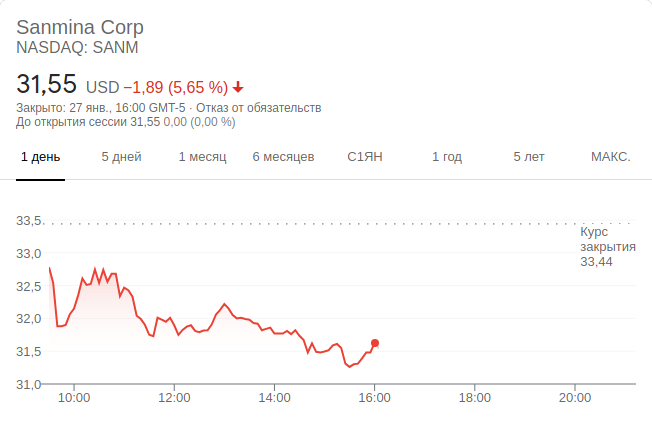 Sanmina Corp
NASDAQ: SANM
31,55 USD −1,89 (5,65 %)
Закрыто: 27 янв., 16:00 GMT-5 · Отказ от обязательств
До открытия сессии 31,55 0,00 (0,00 %)
1 день 5 дней 1 месяц 6 месяцев С1ЯН 1 год 5 лет МАКС.
33,5
Курс
закрытия
33,44
33,0
32,5
32,0
31,5
31,0
10:00 12:00 14:00 16:00 18:00 20:00